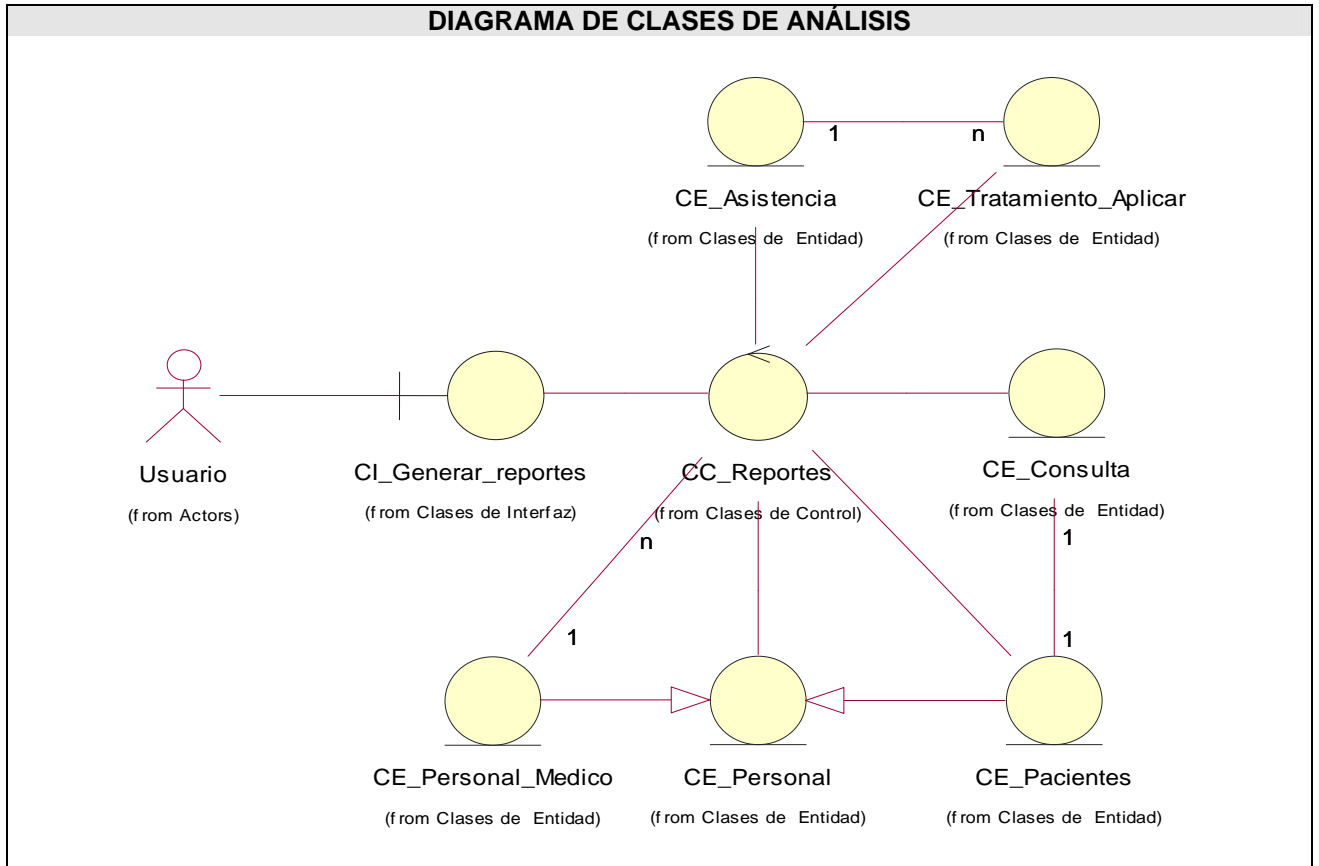 DIAGRAMA DE CLASES DE ANÁLISIS
1 n
CE_Asistencia
(from Clases de Entidad)
CE_Tratamiento_Aplicar
(from Clases de Entidad)
Usuario
(from Actors)
CI_Generar_reportes
(from Clases de Interfaz)
CC_Reportes
(from Clases de Control)
CE_Consulta
(from Clases de Entidad)
n
1
1
1
CE_Personal_Medico
(from Clases de Entidad)
CE_Personal
(from Clases de Entidad)
CE_Pacientes
(from Clases de Entidad)